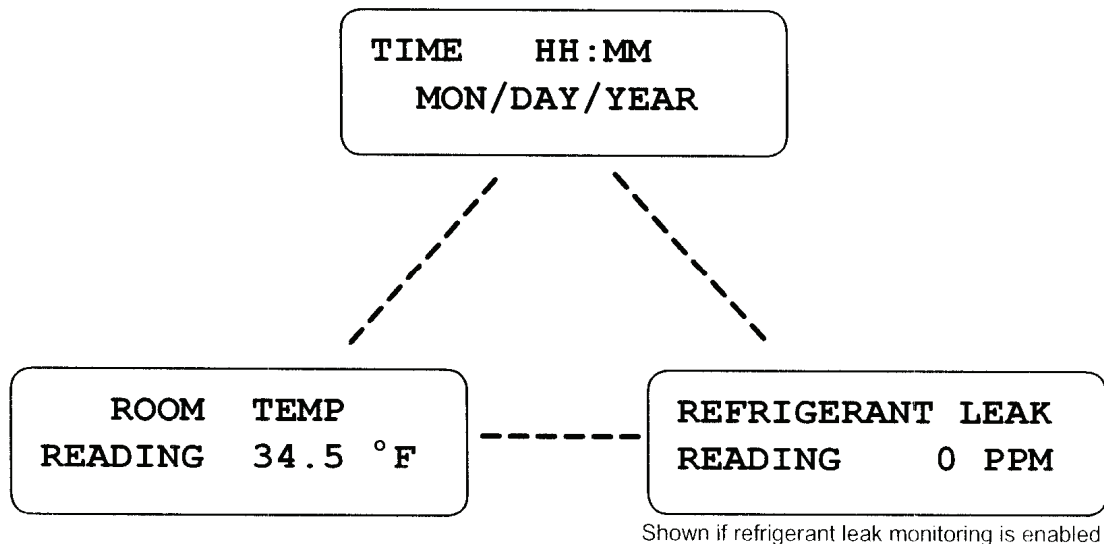 TIME HH:MM
MON/DAY/YEAR
ROOM TEMP
READING 34.5 °F
REFRIGERANT LEAK
READING 0 PPM
Shown if refrigerant leak monitoring is enabled